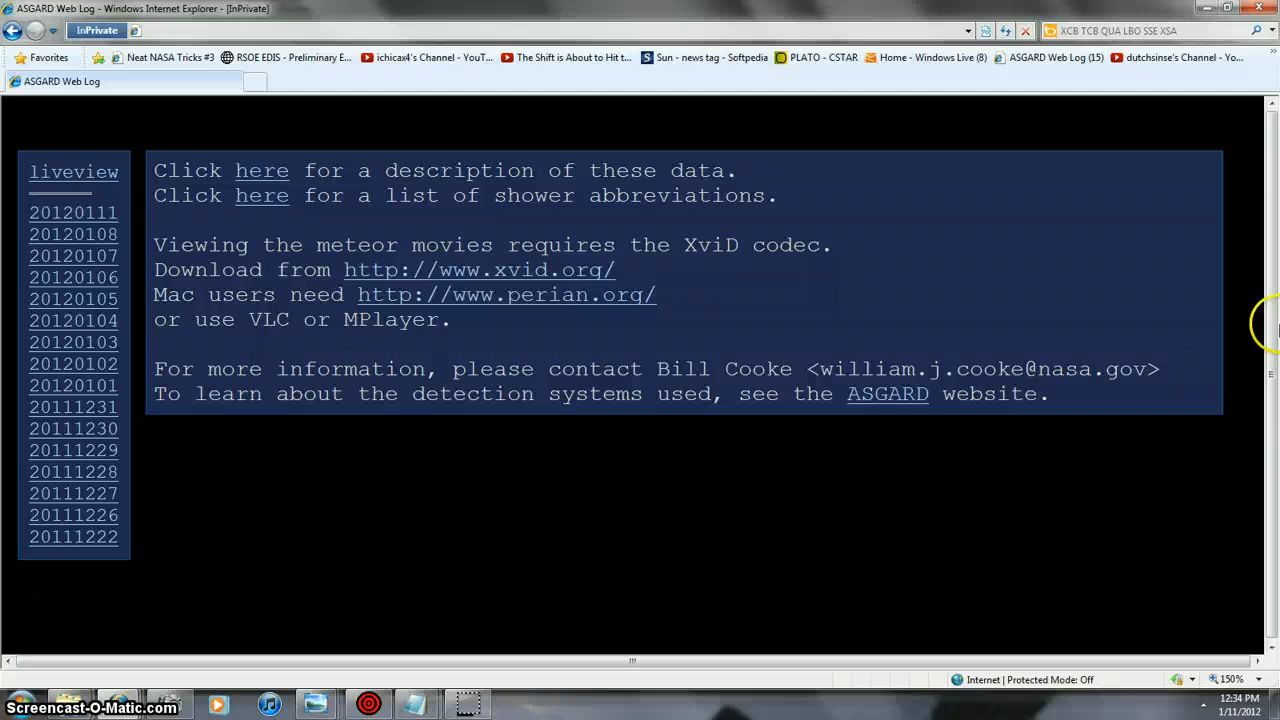 ASGARD Web Log - Windows Internet Explorer - [InPrivate]
InPrivate
XCB TCB QUA LBO SSE XSA
Favorites
Neat NASA Tricks #3
RSOE EDIS - Preliminary E...
ichicax4's Channel - YouT...
The Shift is About to Hit t...
Sun - news tag - Softpedia
PLATO - CSTAR
Home - Windows Live (8)
ASGARD Web Log (15)
dutchsinse's Channel - Yo...
ASGARD Web Log
liveview
20120111
20120108
20120107
20120106
20120105
20120104
20120103
20120102
20120101
20111231
20111230
20111229
20111228
20111227
20111226
20111222
Click here for a description of these data.
Click here for a list of shower abbreviations.
Viewing the meteor movies requires the XviD codec.
Download from http://www.xvid.org/
Mac users need http://www.perian.org/
or use VLC or MPlayer.
For more information, please contact Bill Cooke <william.j.cooke@nasa.gov>
To learn about the detection systems used, see the ASGARD website.
Internet | Protected Mode: Off
150%
Screencast-O-Matic.com
12:34 PM
1/11/2012